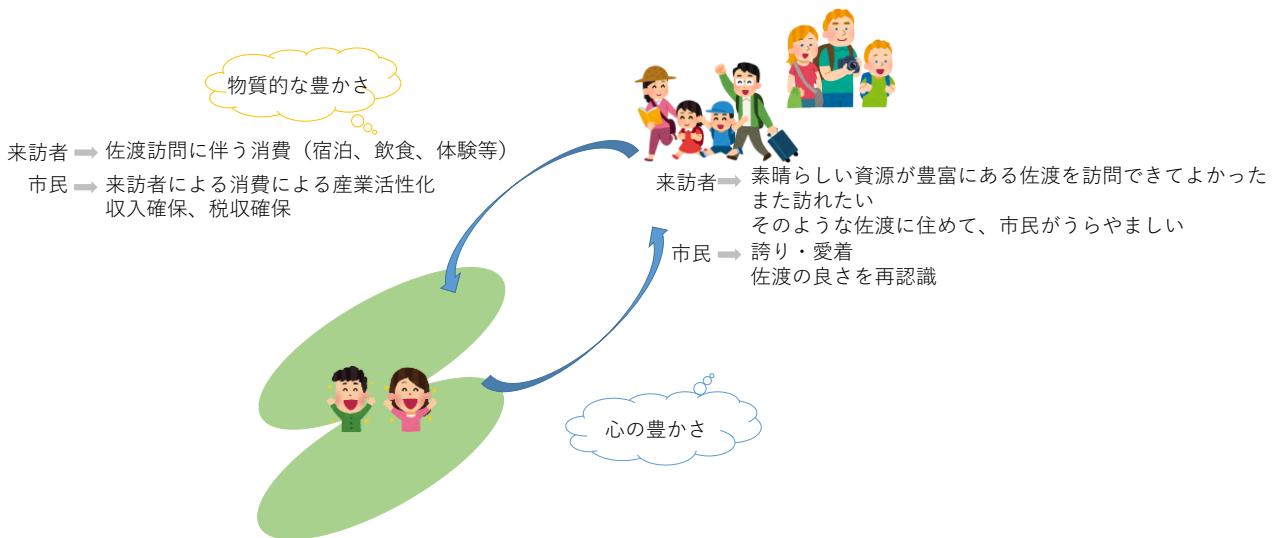 物質的な豊かさ
来訪者 ➡ 佐渡訪問に伴う消費（宿泊、飲食、体験等）
市民 ➡ 来訪者による消費による産業活性化
収入確保、税収確保
来訪者 ➡ 素晴らしい資源が豊富にある佐渡を訪問できてよかった
また訪れたい
そのような佐渡に住めて、市民がうらやましい
市民 ➡ 誇り・愛着
佐渡の良さを再認識
心の豊かさ